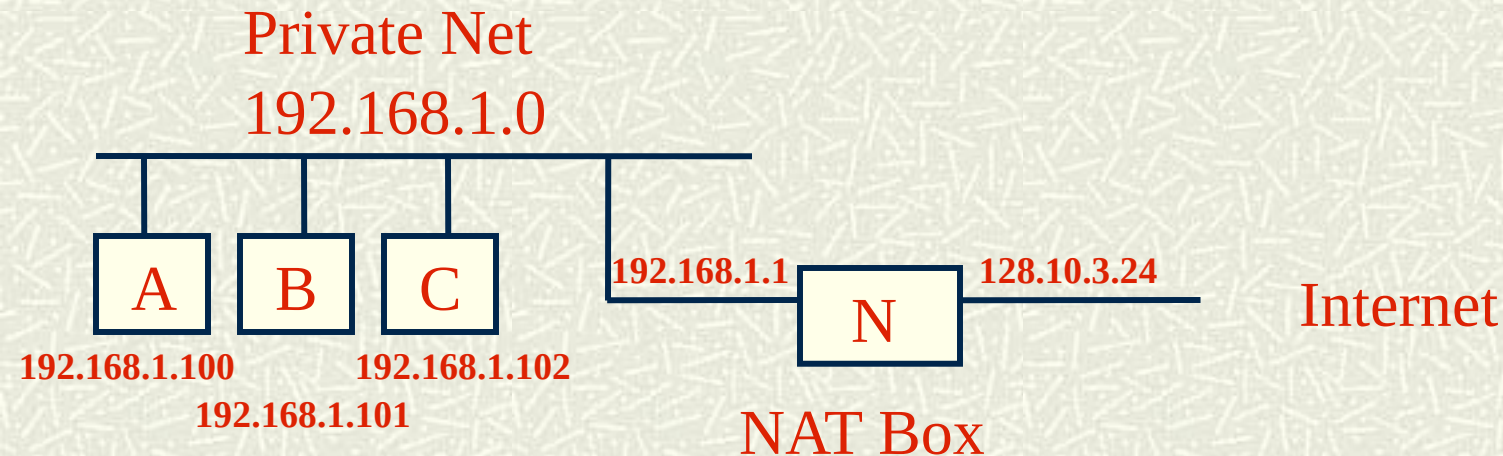 Private Net
192.168.1.0
A
B
C
192.168.1.1
128.10.3.24
N
Internet
192.168.1.100
192.168.1.102
192.168.1.101
NAT Box